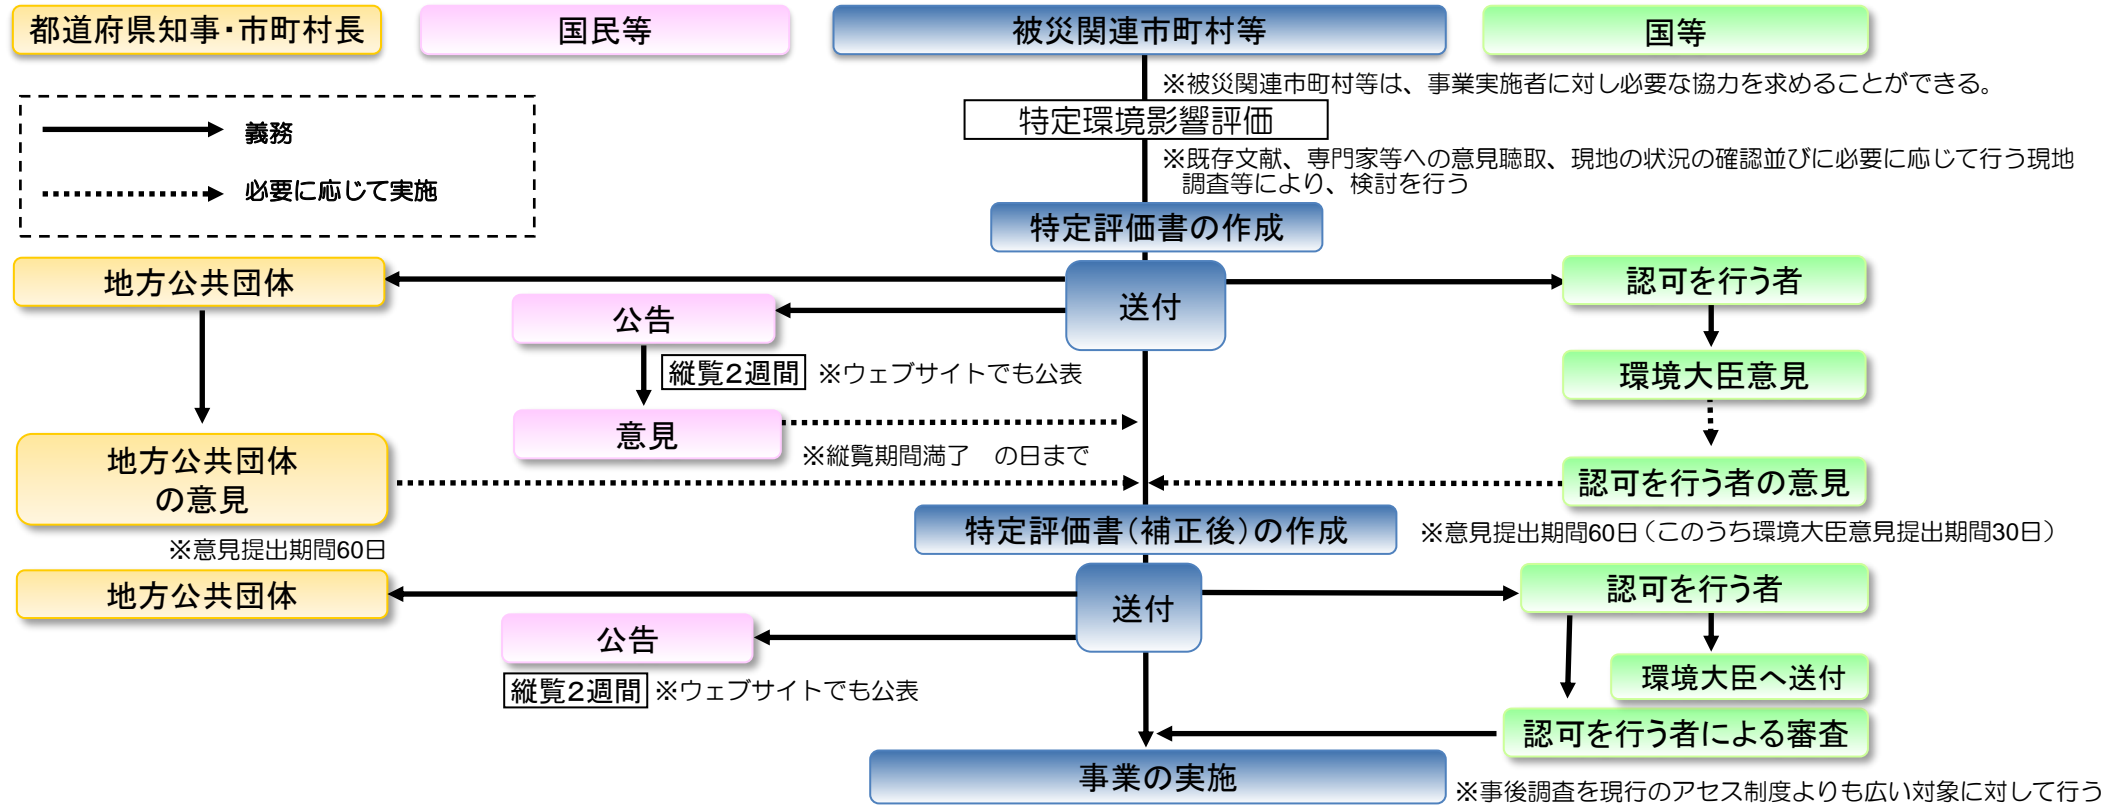 都道府県知事・市町村長
国民等
被災関連市町村等
国等
※被災関連市町村等は、事業実施者に対し必要な協力を求めることができる。
義務
必要に応じて実施
特定環境影響評価
※既存文献、専門家等への意見聴取、現地の状況の確認並びに必要に応じて行う現地
調査等により、検討を行う
特定評価書の作成
地方公共団体
送付
認可を行う者
公告
縦覧2週間
※ウェブサイトでも公表
環境大臣意見
意見
※縦覧期間満了　の日まで
地方公共団体
の意見
認可を行う者の意見
※意見提出期間60日
特定評価書（補正後）の作成
※意見提出期間60日（このうち環境大臣意見提出期間30日）
地方公共団体
送付
認可を行う者
公告
縦覧2週間
※ウェブサイトでも公表
環境大臣へ送付
認可を行う者による審査
事業の実施
※事後調査を現行のアセス制度よりも広い対象に対して行う